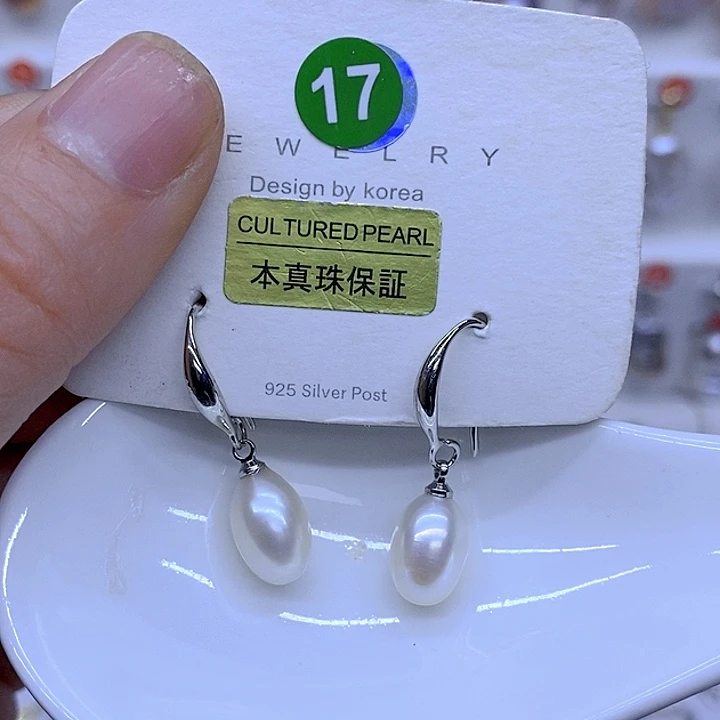 17
EWELRY
Design by korea
CULTURED PEARL
本真珠保証
925 Silver Post